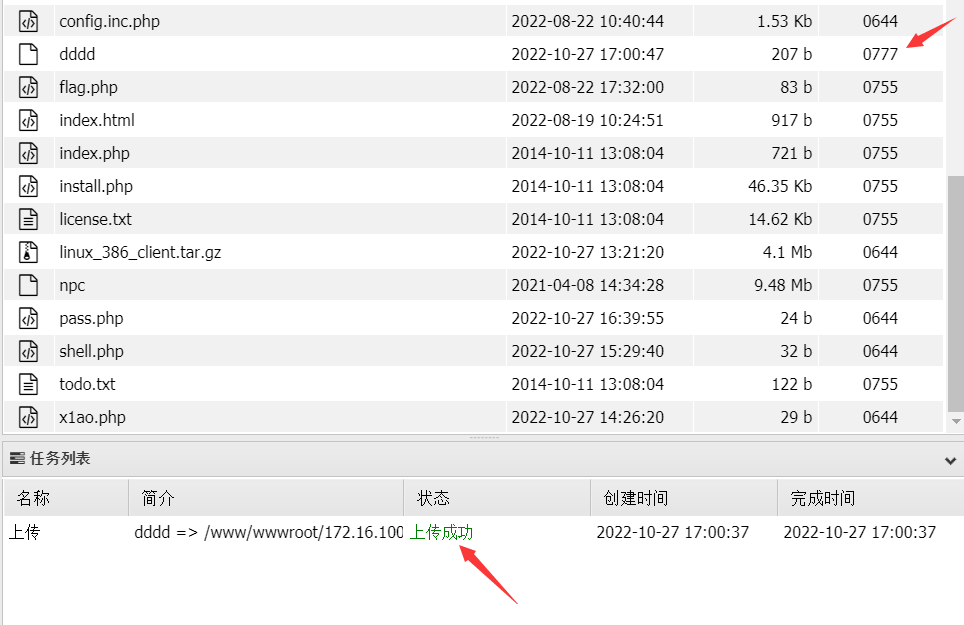 config.inc.php 2022-08-22 10:40:44 1.53 Kb 0644
dddd 2022-10-27 17:00:47 207 b 0777
flag.php 2022-08-22 17:32:00 83 b 0755
index.html 2022-08-19 10:24:51 917 b 0755
index.php 2014-10-11 13:08:04 721 b 0755
install.php 2014-10-11 13:08:04 46.35 Kb 0755
license.txt 2014-10-11 13:08:04 14.62 Kb 0755
linux_386_client.tar.gz 2022-10-27 13:21:20 4.1 Mb 0644
npc 2021-04-08 14:34:28 9.48 Mb 0755
pass.php 2022-10-27 16:39:55 24 b 0644
shell.php 2022-10-27 15:29:40 32 b 0644
todo.txt 2014-10-11 13:08:04 122 b 0755
x1ao.php 2022-10-27 14:26:20 29 b 0644
任务列表
名称 简介 状态 创建时间 完成时间
上传 dddd => /www/wwwroot/172.16.100 上传成功 2022-10-27 17:00:37 2022-10-27 17:00:37